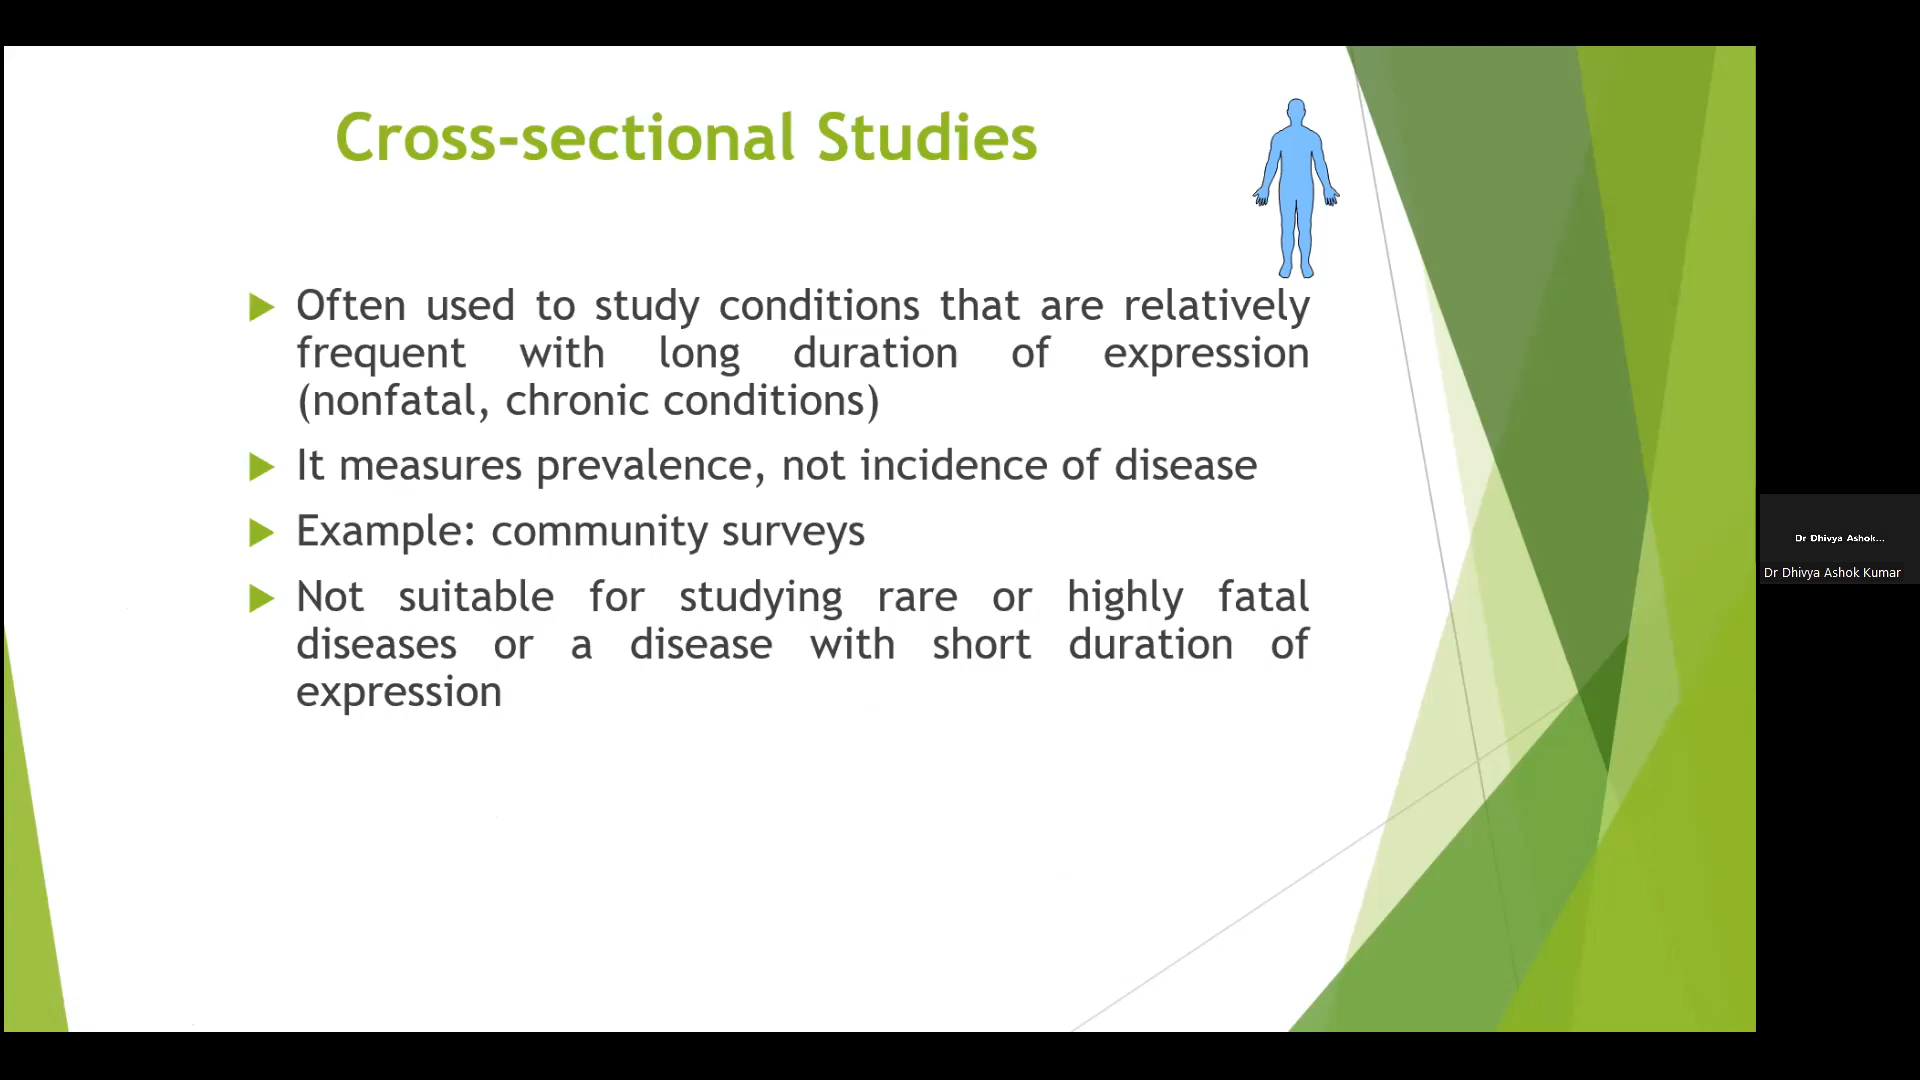 Cross-sectional Studies
Often used to study conditions that are relatively
frequent with long duration of expression
(nonfatal, chronic conditions)
It measures prevalence, not incidence of disease
Example: community surveys
Not suitable for studying rare or highly fatal
diseases or a disease with short duration of
expression
Dr Dhivya Ashok...
Dr Dhivya Ashok Kumar